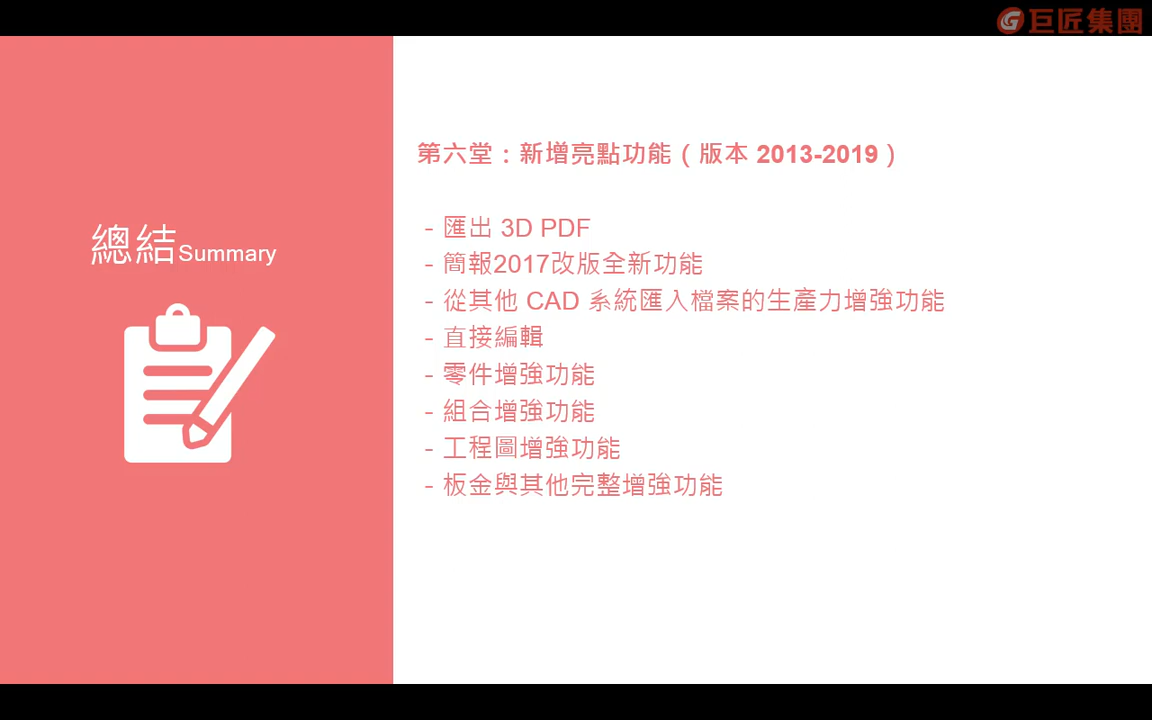 巨匠集團
第六堂：新增亮點功能（版本 2013-2019）
總結Summary
- 匯出 3D PDF
- 簡報2017改版全新功能
- 從其他 CAD 系統匯入檔案的生產力增強功能
- 直接編輯
- 零件增強功能
- 組合增強功能
- 工程圖增強功能
- 板金與其他完整增強功能